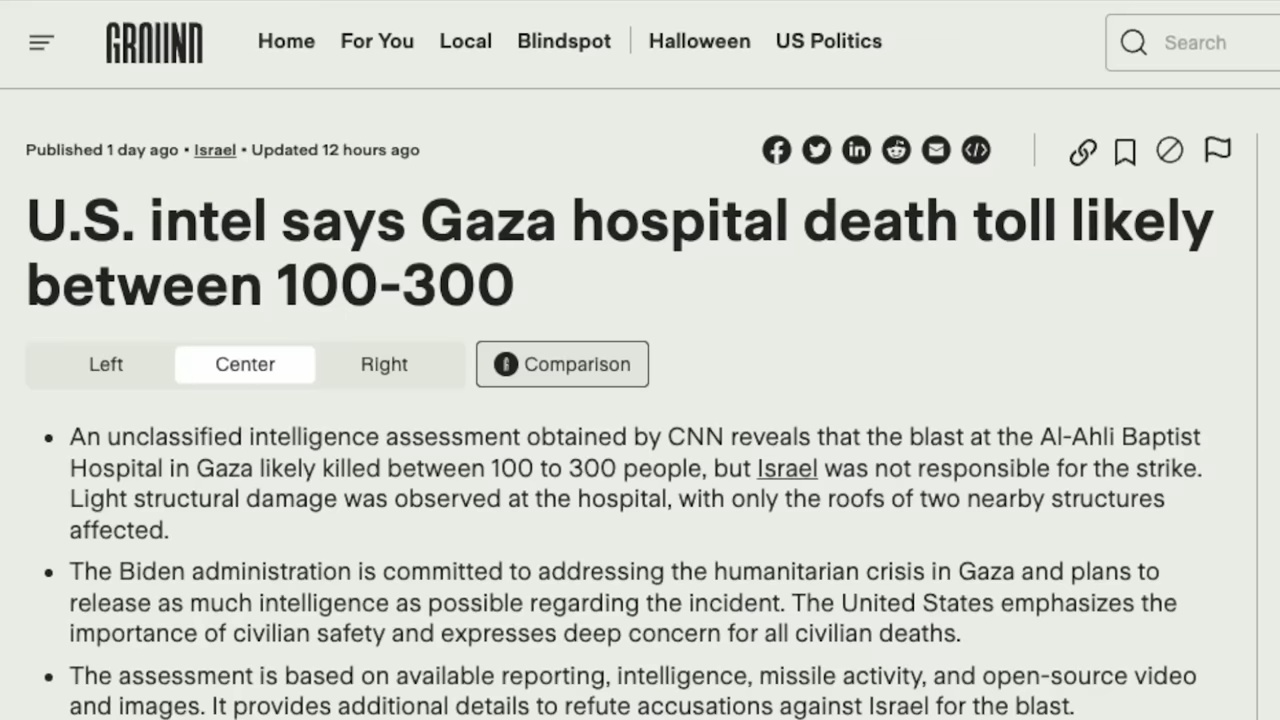 GROUND Home For You Local Blindspot Halloween US Politics Search
Published 1 day ago • Israel • Updated 12 hours ago
U.S. intel says Gaza hospital death toll likely
between 100-300
Left Center Right Comparison
• An unclassified intelligence assessment obtained by CNN reveals that the blast at the Al-Ahli Baptist
Hospital in Gaza likely killed between 100 to 300 people, but Israel was not responsible for the strike.
Light structural damage was observed at the hospital, with only the roofs of two nearby structures
affected.
• The Biden administration is committed to addressing the humanitarian crisis in Gaza and plans to
release as much intelligence as possible regarding the incident. The United States emphasizes the
importance of civilian safety and expresses deep concern for all civilian deaths.
• The assessment is based on available reporting, intelligence, missile activity, and open-source video
and images. It provides additional details to refute accusations against Israel for the blast.